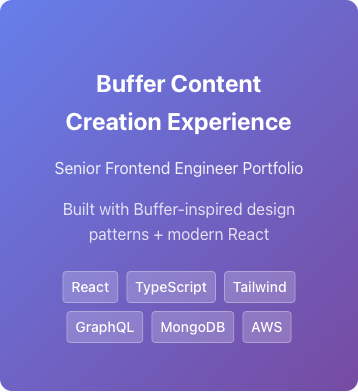 Buffer Content
Creation Experience
Senior Frontend Engineer Portfolio
Built with Buffer-inspired design
patterns + modern React
React TypeScript Tailwind
GraphQL MongoDB AWS